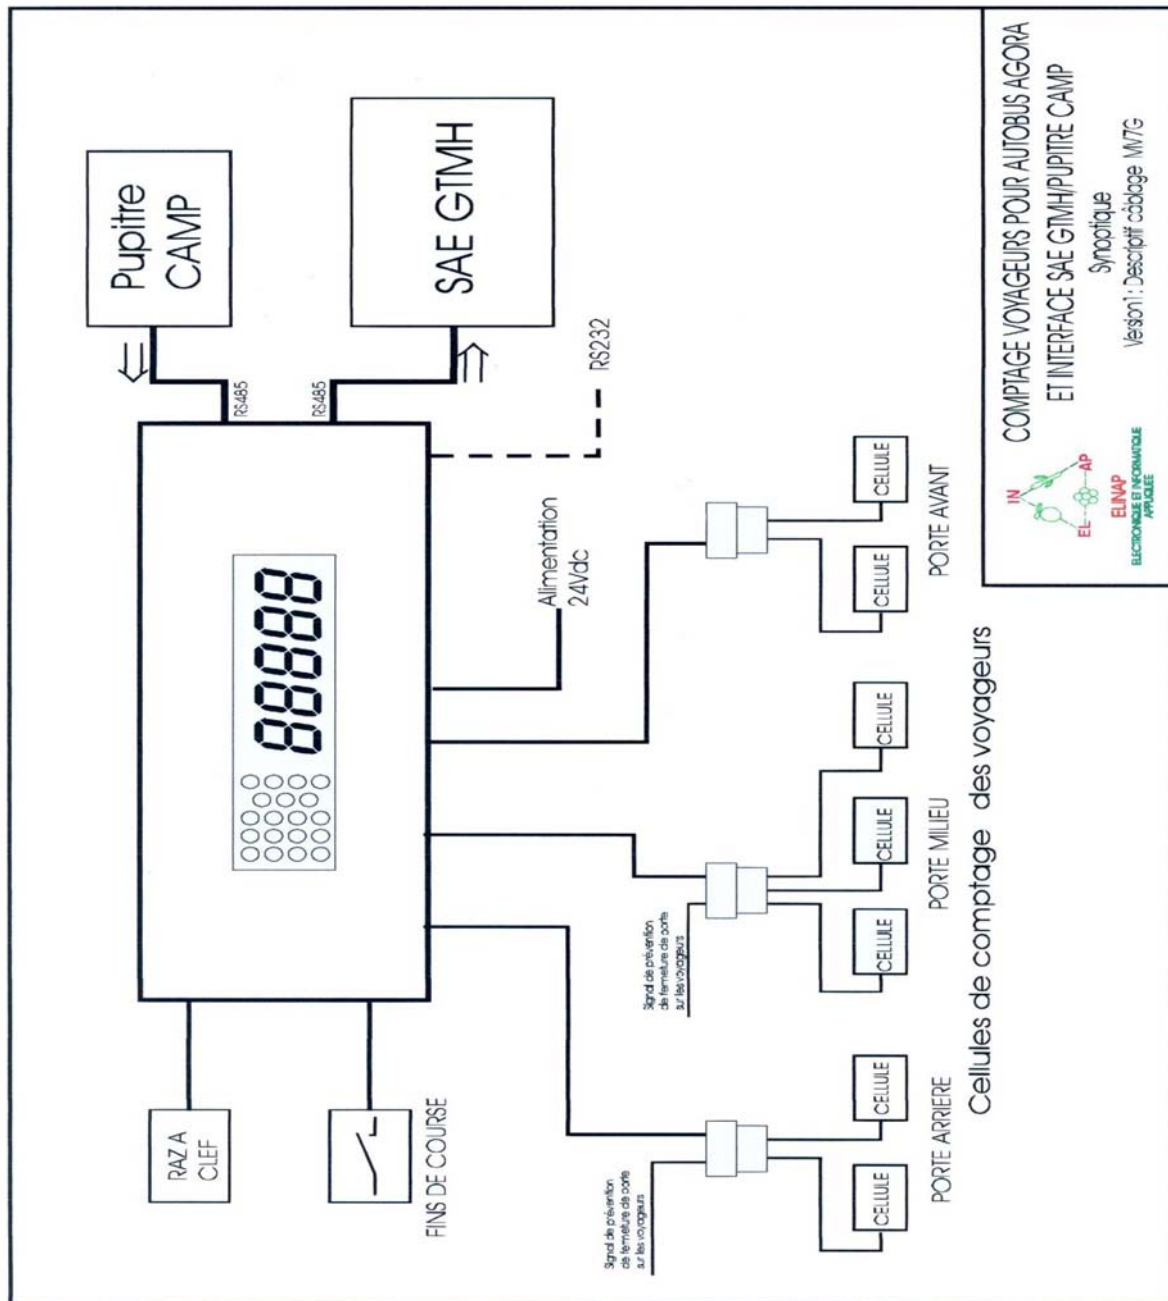 Pupitre
CAMP
SAE GTMH
RS485
RS485
RS232
88888
Alimentation
24Vdc
RAZ A
CLEF
FINS DE COURSE
Signal de prévention
de fermeture de porte
sur les voyageurs
Signal de prévention
de fermeture de porte
sur les voyageurs
CELLULE
CELLULE
PORTE ARRIERE
CELLULE
CELLULE
CELLULE
PORTE MILIEU
CELLULE
CELLULE
PORTE AVANT
Cellules de comptage des voyageurs
COMPTAGE VOYAGEURS POUR AUTOBUS AGORA
ET INTERFACE SAE GTMH/PUPITRE CAMP
Synoptique
Version1: Descriptif câblage MV7G
IN
EL
AP
ELINAP
ELECTRONIQUE ET INFORMATIQUE
APPLIQUEE